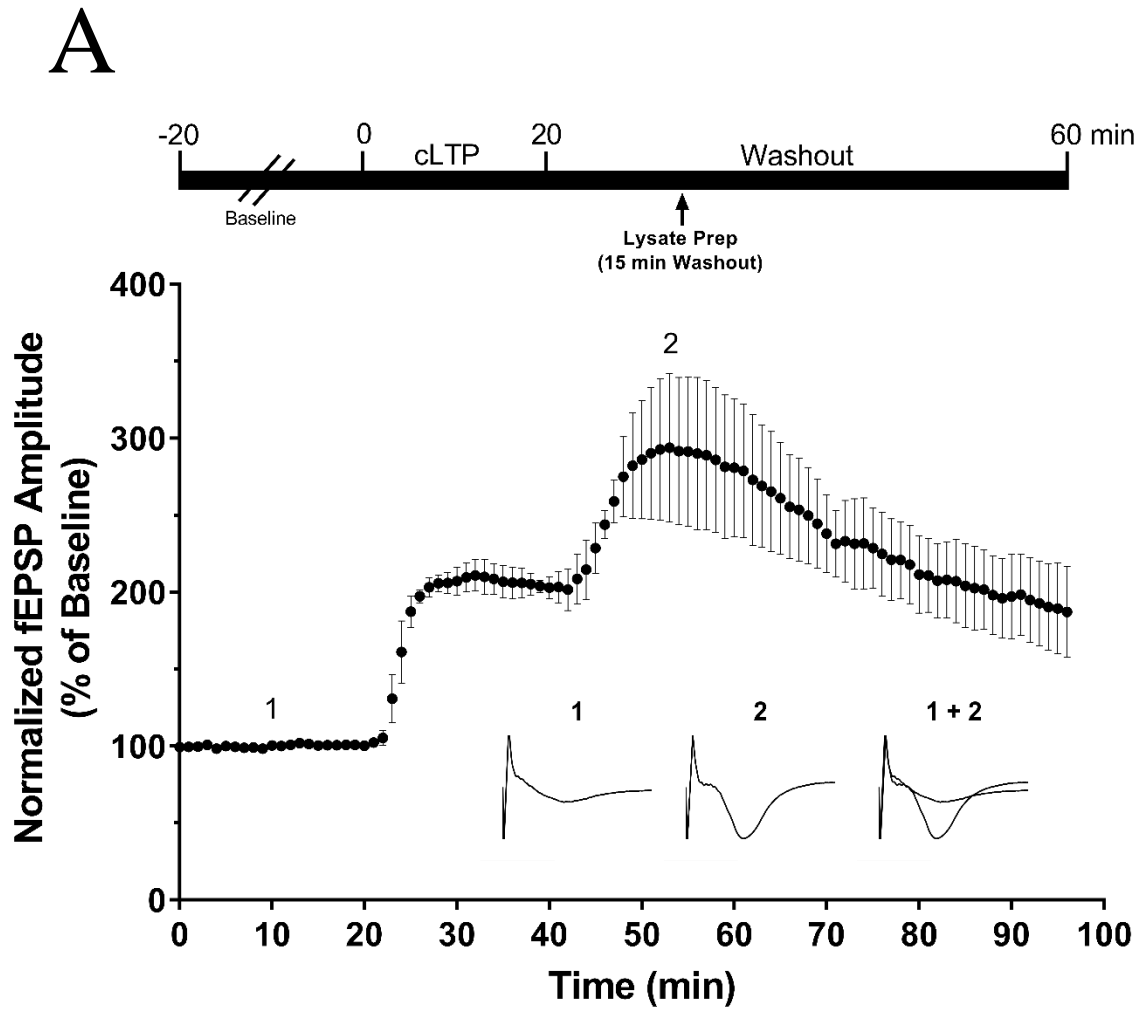 A
-20 0 20 60 min
cLTP Washout
Baseline
Lysate Prep
(15 min Washout)
Normalized fEPSP Amplitude
(% of Baseline)
400
300
200
100
0
2
1
1 2 1 + 2
0 10 20 30 40 50 60 70 80 90 100
Time (min)